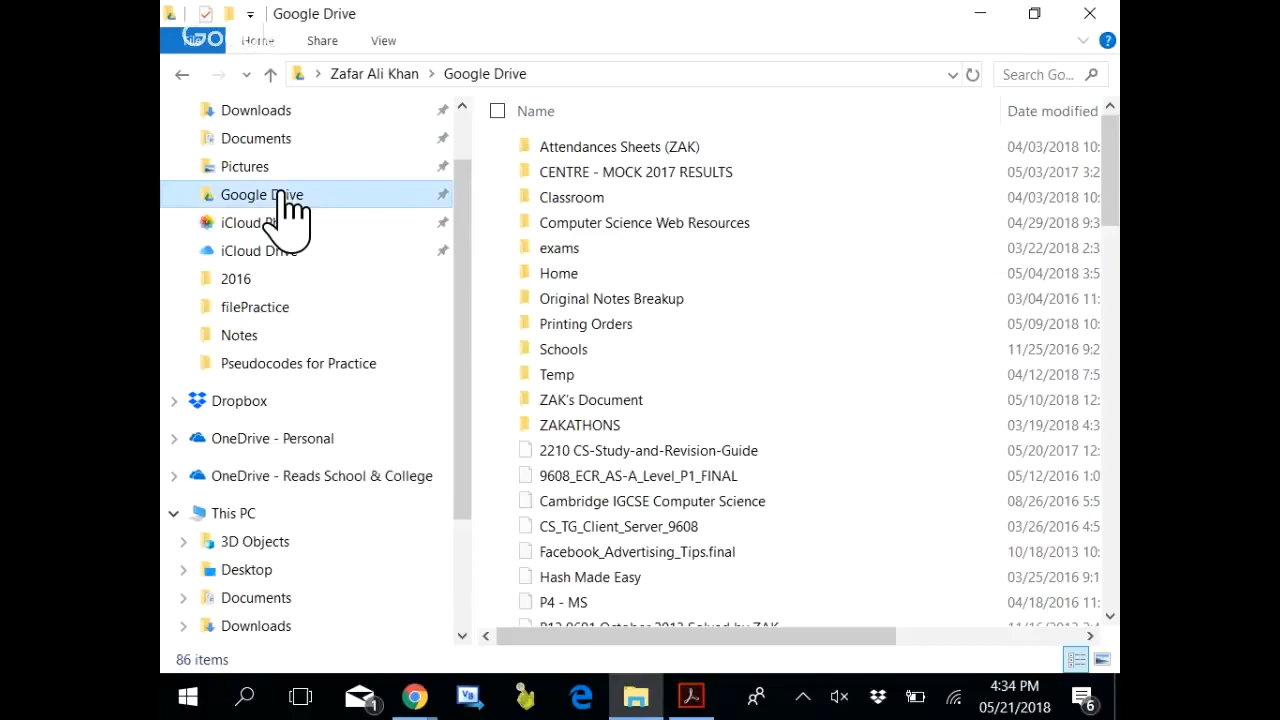 Google Drive
File Home Share View
Zafar Ali Khan Google Drive
Search Go...
Downloads
Documents
Pictures
Google Drive
iCloud
iCloud Drive
2016
filePractice
Notes
Pseudocodes for Practice
Dropbox
OneDrive - Personal
OneDrive - Reads School & College
This PC
3D Objects
Desktop
Documents
Downloads
Name Date modified
Attendances Sheets (ZAK) 04/03/2018 10:
CENTRE - MOCK 2017 RESULTS 05/03/2017 3:2
Classroom 04/03/2018 10:
Computer Science Web Resources 04/29/2018 9:3
exams 03/22/2018 2:3
Home 05/04/2018 3:5
Original Notes Breakup 03/04/2016 11:
Printing Orders 05/09/2018 10:
Schools 11/25/2016 9:2
Temp 04/12/2018 7:5
ZAK's Document 05/10/2018 12:
ZAKATHONS 03/19/2018 4:3
2210 CS-Study-and-Revision-Guide 05/20/2017 12:
9608_ECR_AS-A_Level_P1_FINAL 05/12/2016 1:0
Cambridge IGCSE Computer Science 08/26/2016 5:5
CS_TG_Client_Server_9608 03/26/2016 4:5
Facebook_Advertising_Tips.final 10/18/2013 10:
Hash Made Easy 03/25/2016 9:1
P4 - MS 04/18/2016 11:
86 items
4:34 PM
05/21/2018
1
6